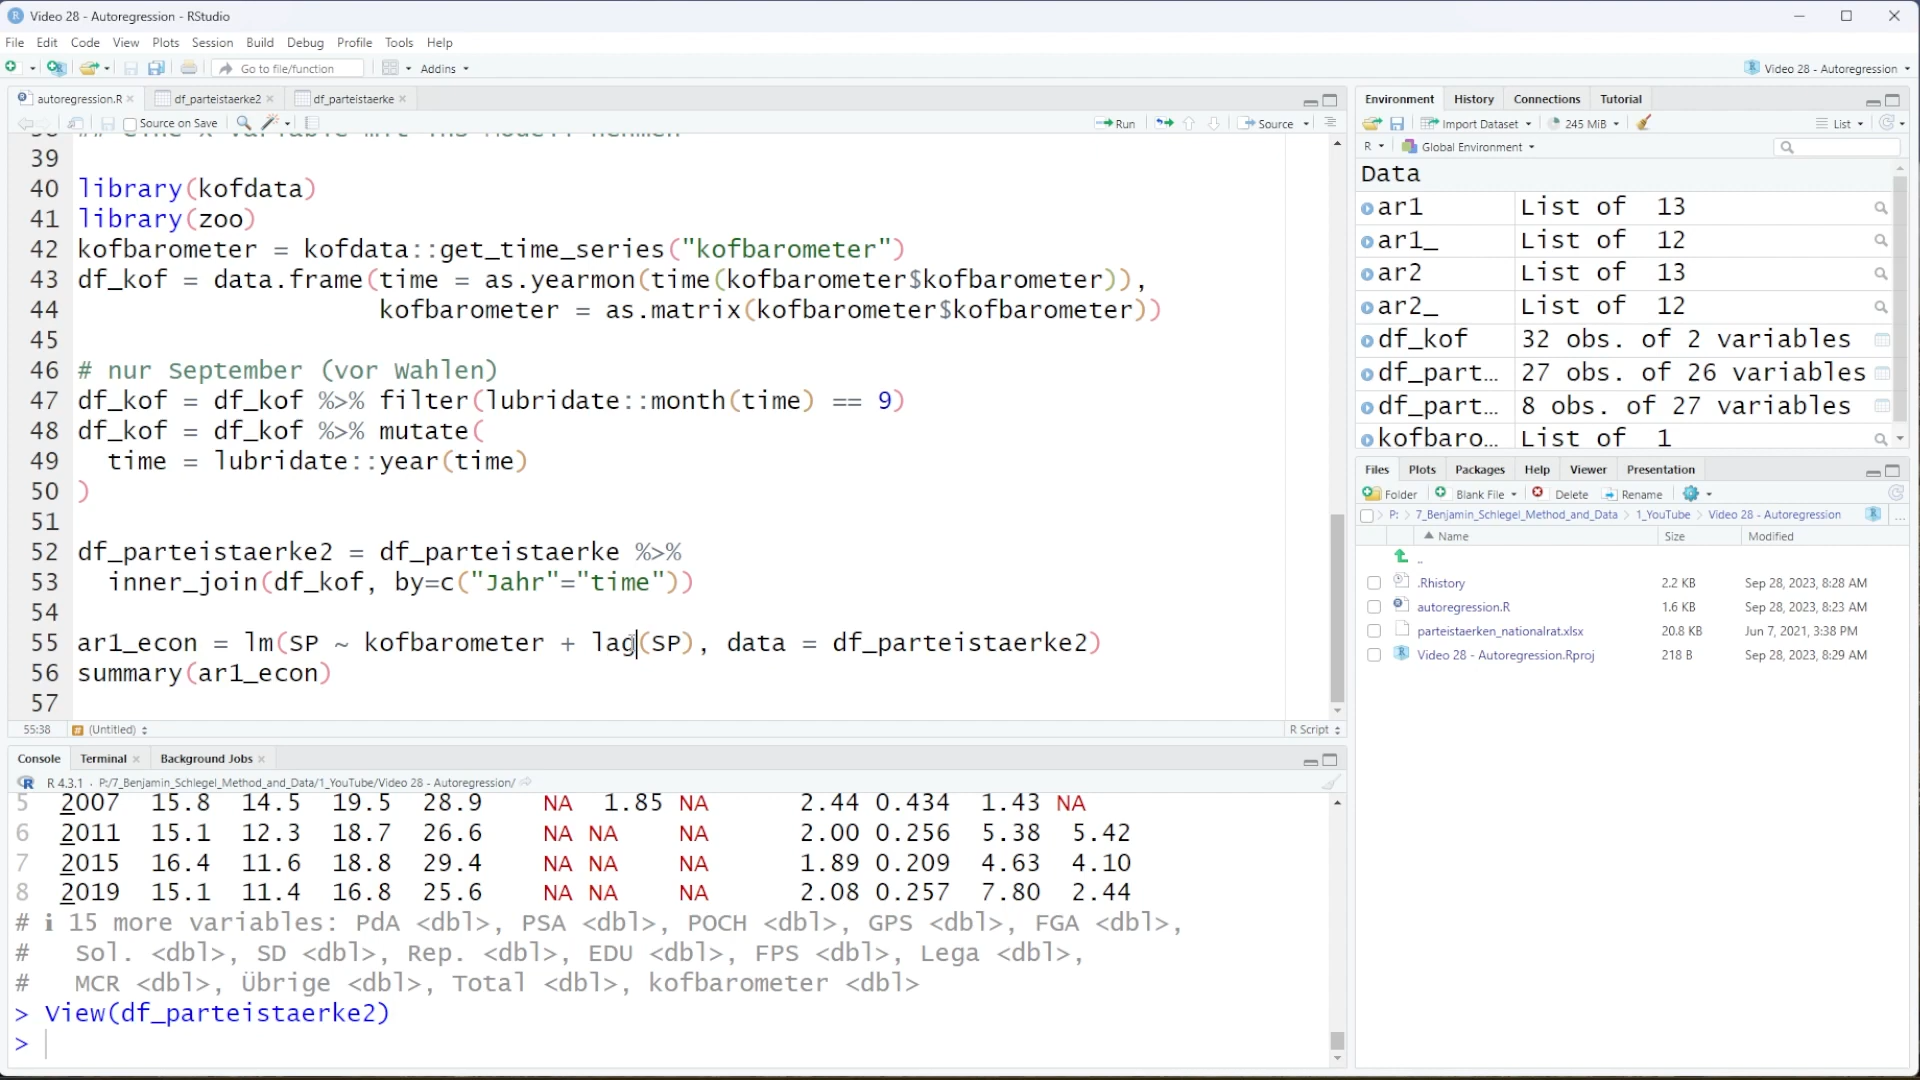 Video 28 - Autoregression - RStudio
File Edit Code View Plots Session Build Debug Profile Tools Help
Go to file/function Addins Video 28 - Autoregression
autoregression.R df_parteistaerke2 df_parteistaerke
Source on Save Run Source
39
40 library(kofdata)
41 library(zoo)
42 kofbarometer = kofdata::get_time_series("kofbarometer")
43 df_kof = data.frame(time = as.yearmon(time(kofbarometer$kofbarometer)),
44 kofbarometer = as.matrix(kofbarometer$kofbarometer))
45
46 # nur September (vor Wahlen)
47 df_kof = df_kof %>% filter(lubridate::month(time) == 9)
48 df_kof = df_kof %>% mutate(
49 time = lubridate::year(time)
50 )
51
52 df_parteistaerke2 = df_parteistaerke %>%
53 inner_join(df_kof, by=c("Jahr"="time"))
54
55 ar1_econ = lm(SP ~ kofbarometer + lag(SP), data = df_parteistaerke2)
56 summary(ar1_econ)
57
55:38 (Untitled) R Script
Console Terminal Background Jobs
R 4.3.1 · P:/7_Benjamin_Schlegel_Method_and_Data/1_YouTube/Video 28 - Autoregression/
5 2007 15.8 14.5 19.5 28.9 NA 1.85 NA 2.44 0.434 1.43 NA
6 2011 15.1 12.3 18.7 26.6 NA NA NA 2.00 0.256 5.38 5.42
7 2015 16.4 11.6 18.8 29.4 NA NA NA 1.89 0.209 4.63 4.10
8 2019 15.1 11.4 16.8 25.6 NA NA NA 2.08 0.257 7.80 2.44
# ℹ 15 more variables: PdA <dbl>, PSA <dbl>, POCH <dbl>, GPS <dbl>, FGA <dbl>,
# Sol. <dbl>, SD <dbl>, Rep. <dbl>, EDU <dbl>, FPS <dbl>, Lega <dbl>,
# MCR <dbl>, Übrige <dbl>, Total <dbl>, kofbarometer <dbl>
> View(df_parteistaerke2)
>
Environment History Connections Tutorial
Import Dataset 245 MiB List
R Global Environment
Data
ar1 List of 13
ar1_ List of 12
ar2 List of 13
ar2_ List of 12
df_kof 32 obs. of 2 variables
df_part... 27 obs. of 26 variables
df_part... 8 obs. of 27 variables
kofbaro... List of 1
Files Plots Packages Help Viewer Presentation
Folder Blank File Delete Rename
P: 7_Benjamin_Schlegel_Method_and_Data 1_YouTube Video 28 - Autoregression ...
Name Size Modified
..
.Rhistory 2.2 KB Sep 28, 2023, 8:28 AM
autoregression.R 1.6 KB Sep 28, 2023, 8:23 AM
parteistaerken_nationalrat.xlsx 20.8 KB Jun 7, 2021, 3:38 PM
Video 28 - Autoregression.Rproj 218 B Sep 28, 2023, 8:29 AM